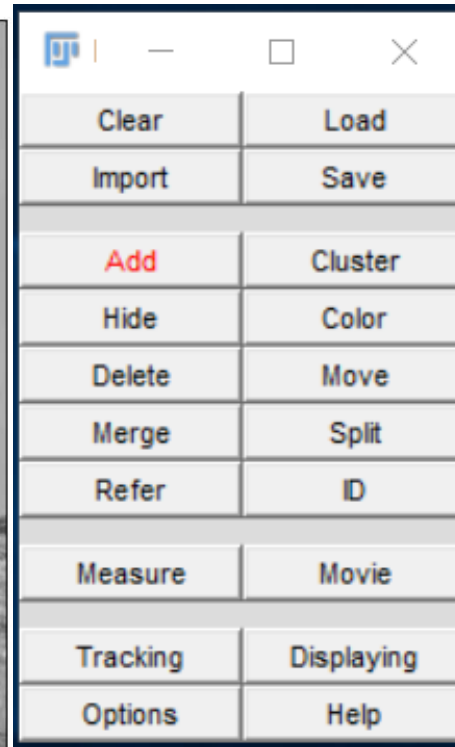 Clear Load
Import Save
Add Cluster
Hide Color
Delete Move
Merge Split
Refer ID
Measure Movie
Tracking Displaying
Options Help